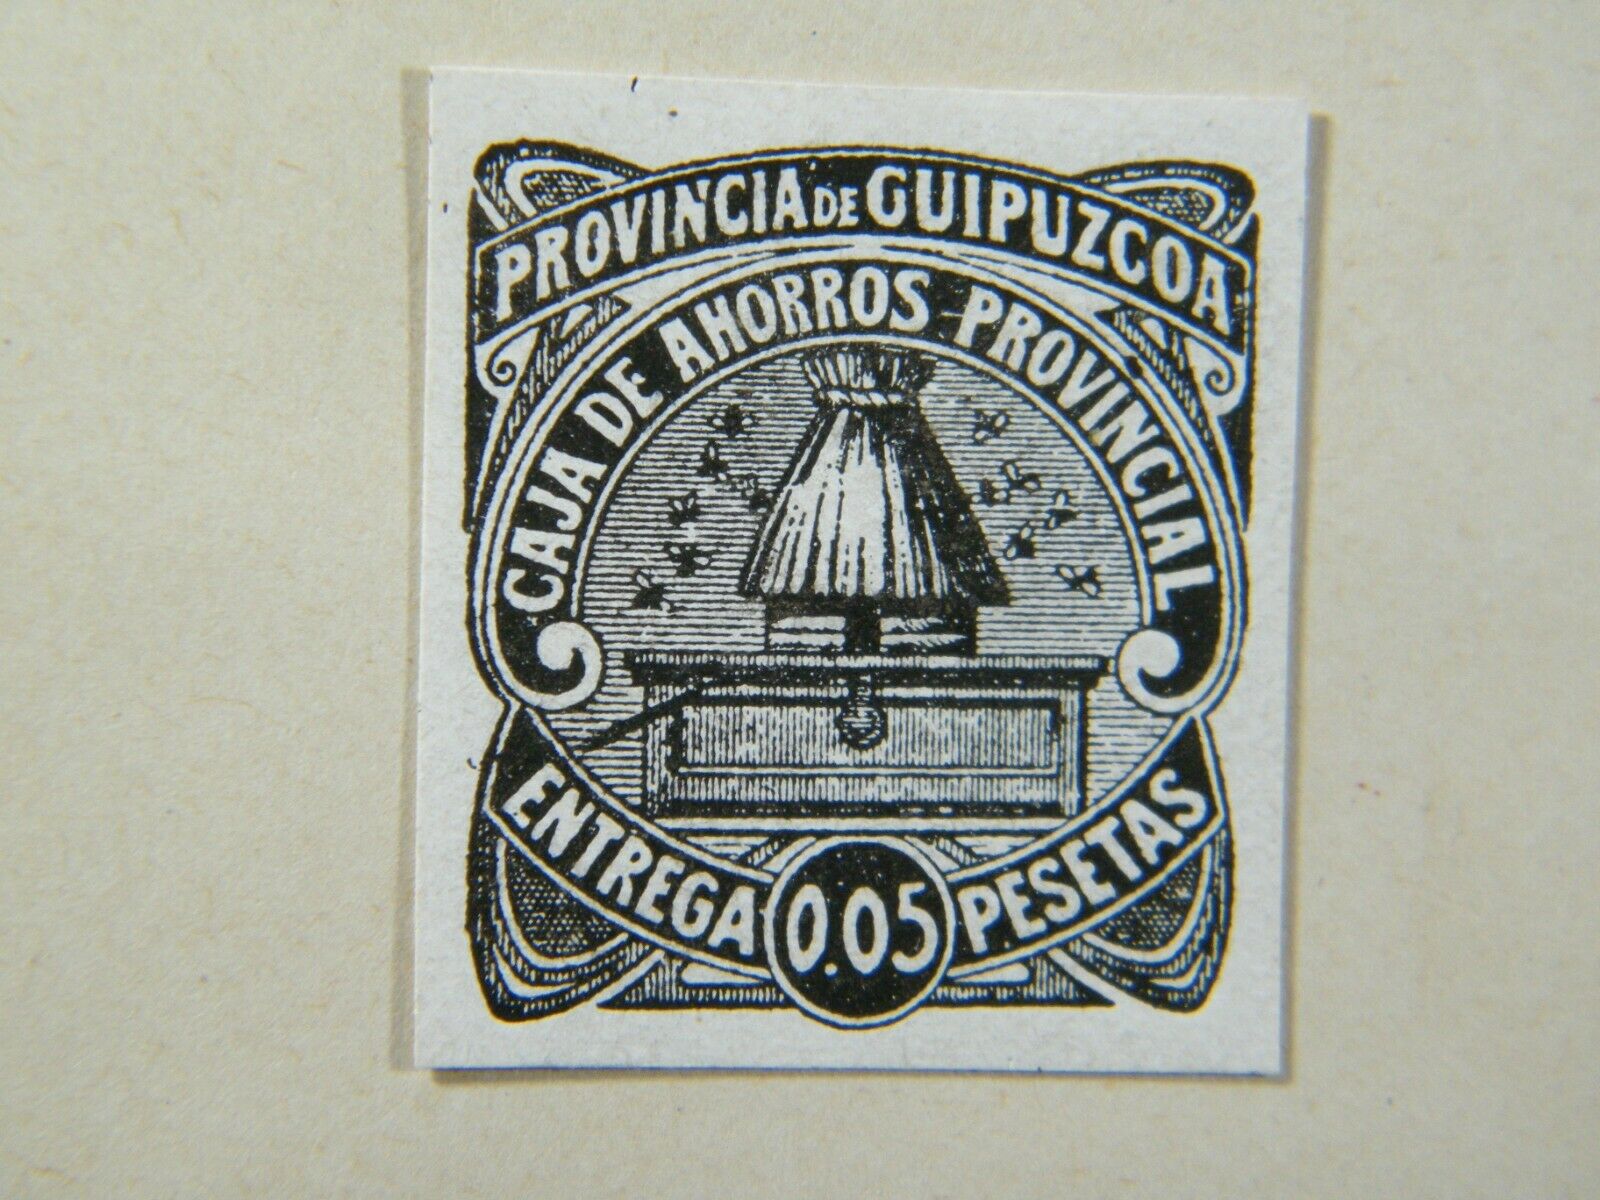 PROVINCIA DE GUIPUZCOA
CAJA DE AHORROS PROVINCIAL
ENTREGA 0.05 PESETAS